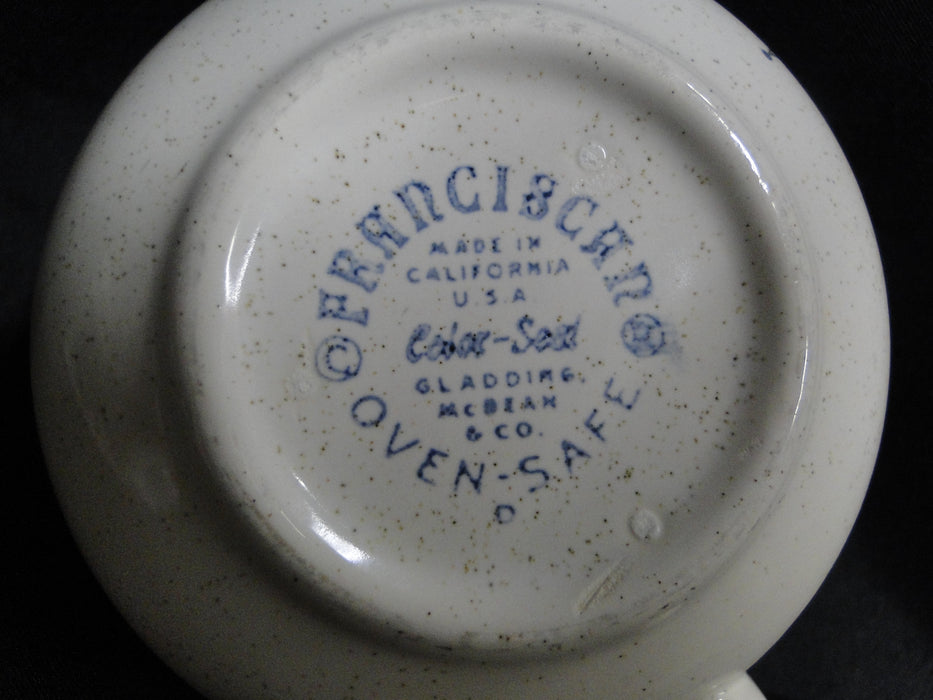 FRANCISCAN ®
MADE IN
CALIFORNIA
U.S.A
Color-Seal
GLADDING,
McBEAN
& CO.
© OVEN-SAFE
D